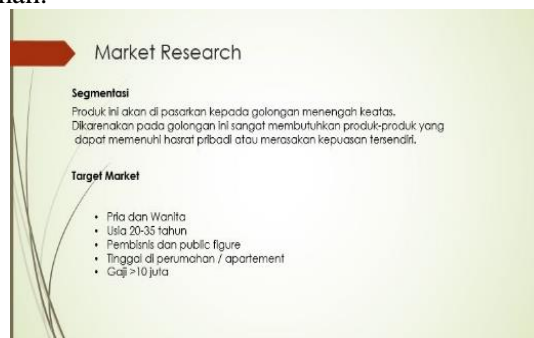 Market Research
Segmentasi
Produk ini akan di pasarkan kepada golongan menengah keatas.
Dikarenakan pada golongan ini sangat membutuhkan produk-produk yang
dapat memenuhi hasrat pribadi atau merasakan kepuasan tersendiri.
Target Market
• Pria dan Wanita
• Usia 20-35 tahun
• Pembisnis dan public figure
• Tinggal di perumahan / apartement
• Gaji >10 juta